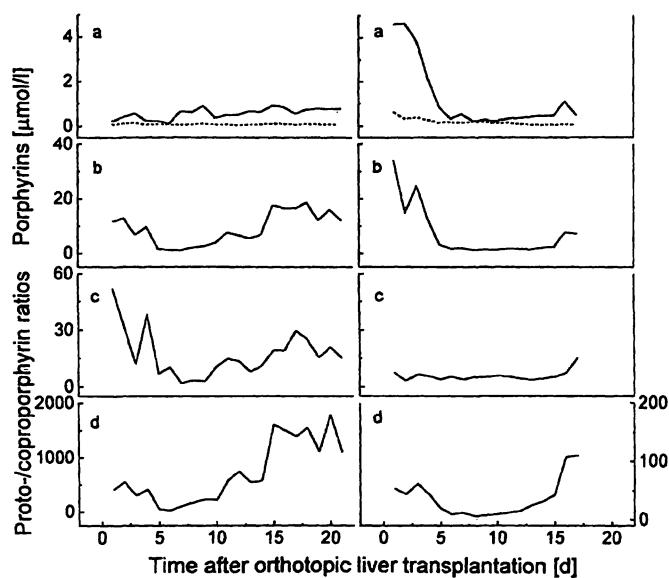 a
a
4
2
0
Porphyrins [µmol/l]
40
b
b
20
0
60
c
c
30
0
Proto-/coproporphyrin ratios
2000
d
d
200
1000
100
0
0
0 5 10 15 20
0 5 10 15 20
Time after orthotopic liver transplantation [d]